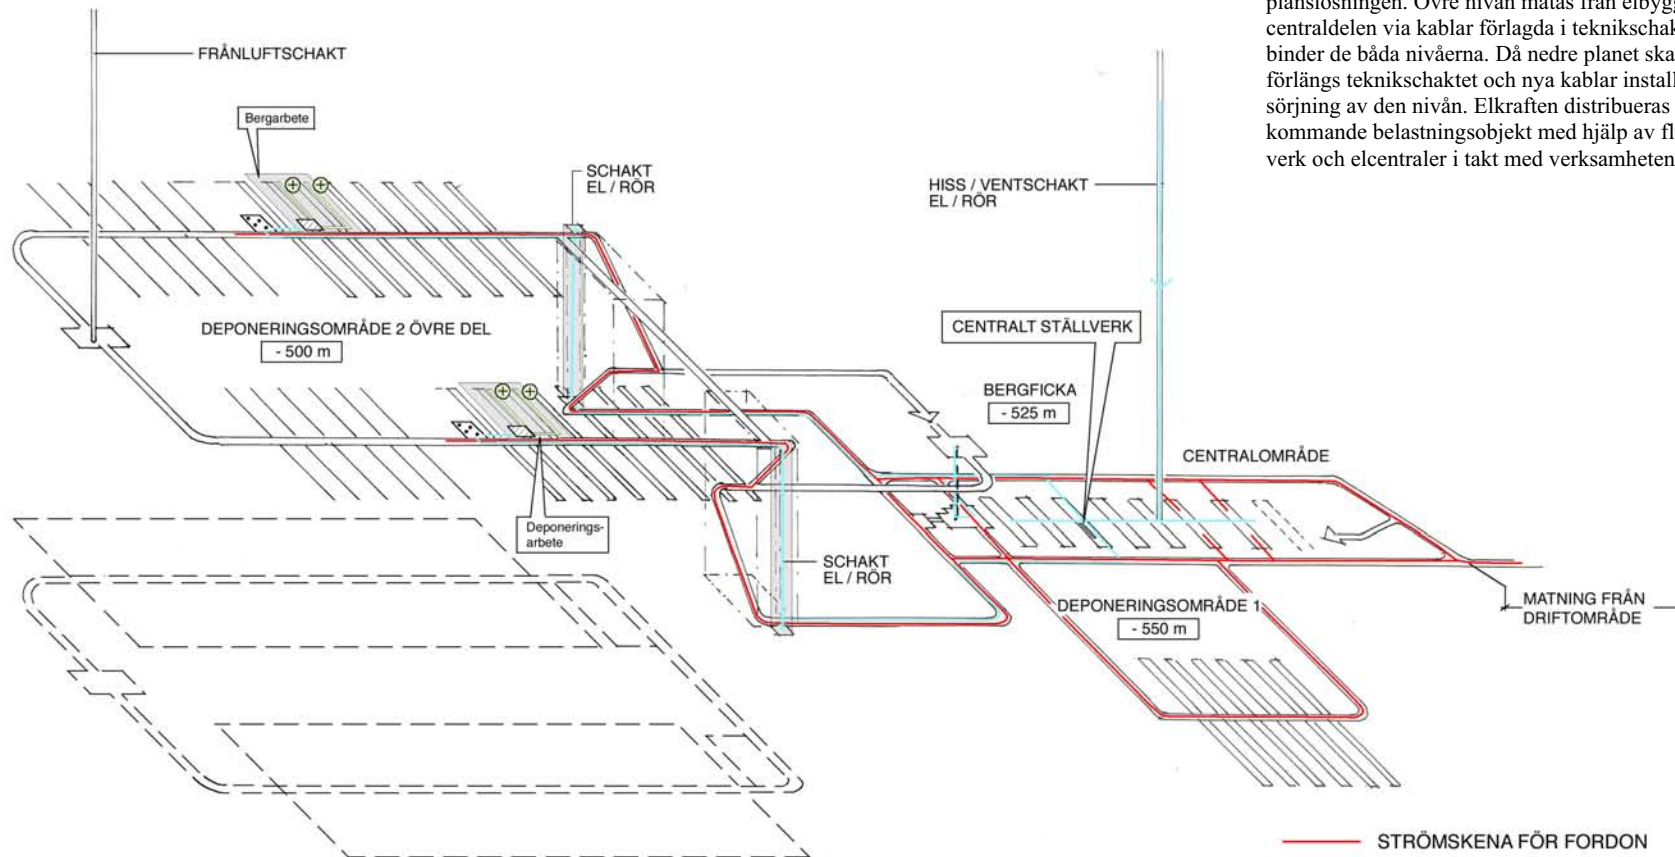 planslösningen. Övre nivån matas från elbygg
centraldelen via kablar förlagda i teknikschak
binder de båda nivåerna. Då nedre planet ska
förlängs teknikschaktet och nya kablar install
sörjning av den nivån. Elkraften distribueras
kommande belastningsobjekt med hjälp av fl
verk och elcentraler i takt med verksamheten
FRÅNLUFTSCHAKT
Bergarbete
SCHAKT
EL / RÖR
HISS / VENTSCHAKT
EL / RÖR
DEPONERINGSOMRÅDE 2 ÖVRE DEL
- 500 m
CENTRALT STÄLLVERK
BERGFICKA
- 525 m
CENTRALOMRÅDE
Deponerings-
arbete
SCHAKT
EL / RÖR
DEPONERINGSOMRÅDE 1
- 550 m
MATNING FRÅN
DRIFTOMRÅDE
STRÖMSKENA FÖR FORDON